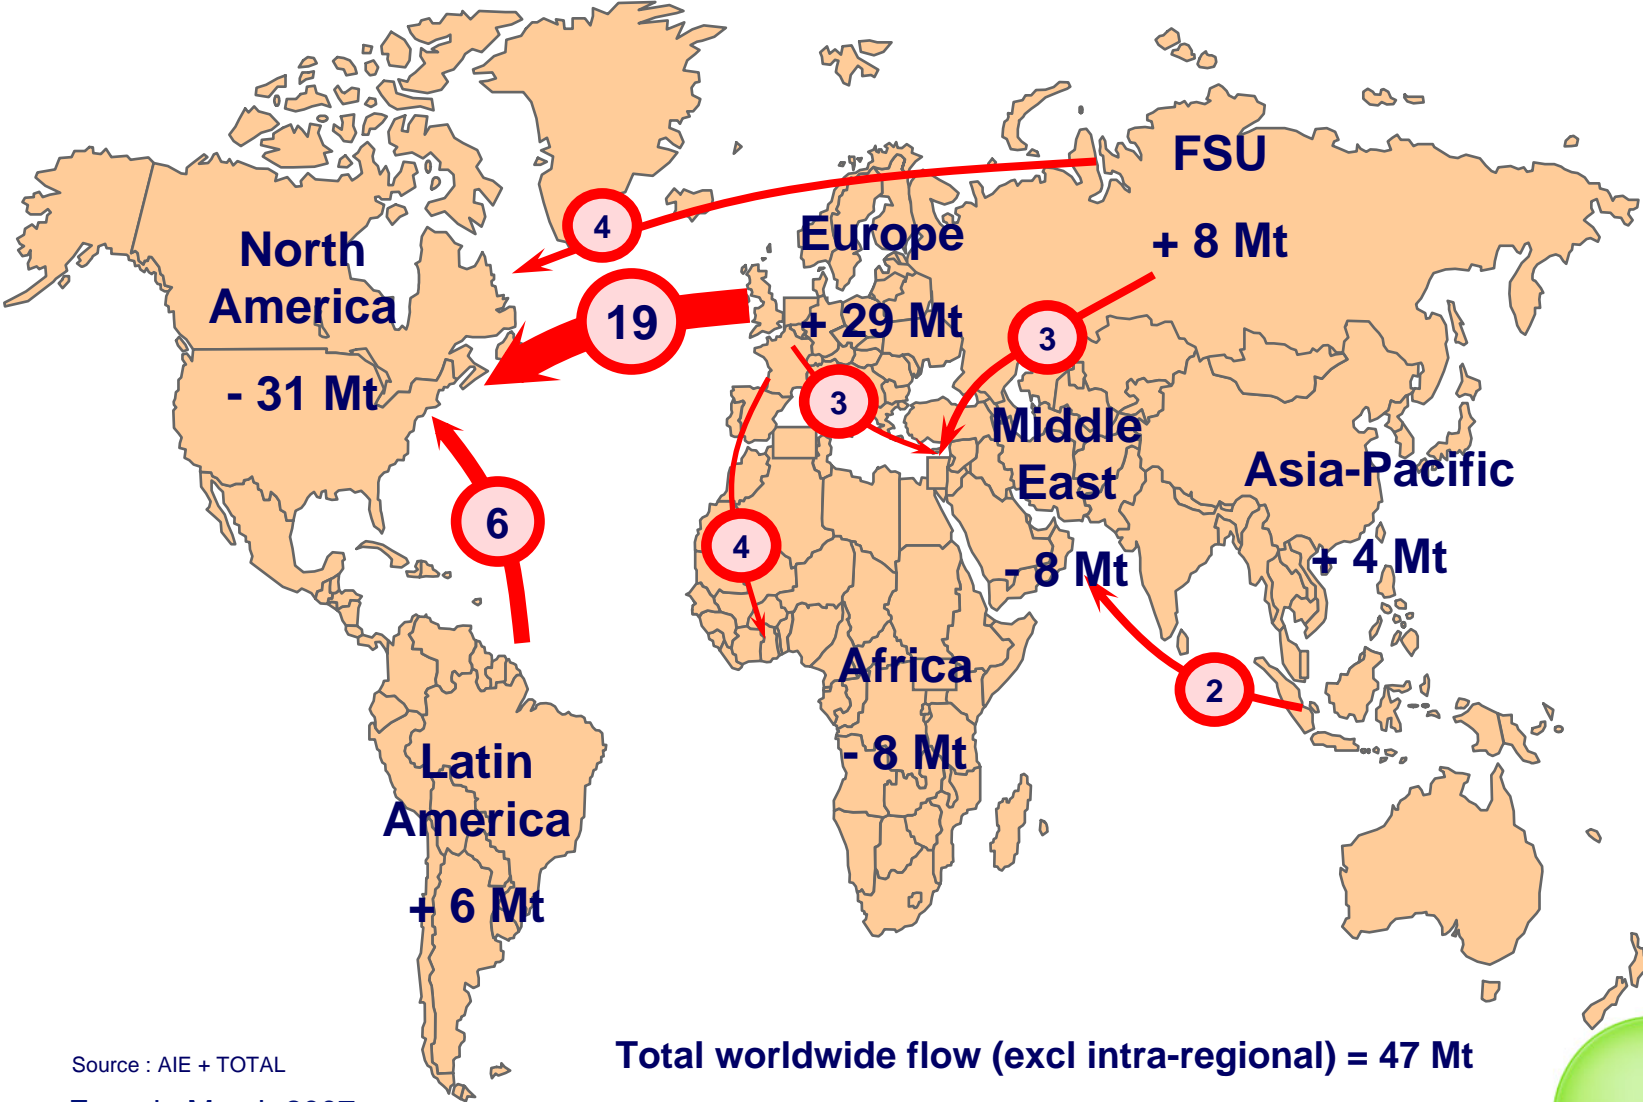 FSU
+ 8 Mt
4
Europe
+ 29 Mt
North
America
- 31 Mt
19
3
3
Middle
East
- 8 Mt
Asia-Pacific
+ 4 Mt
6
4
2
Africa
- 8 Mt
Latin
America
+ 6 Mt
Total worldwide flow (excl intra-regional) = 47 Mt
Source : AIE + TOTAL